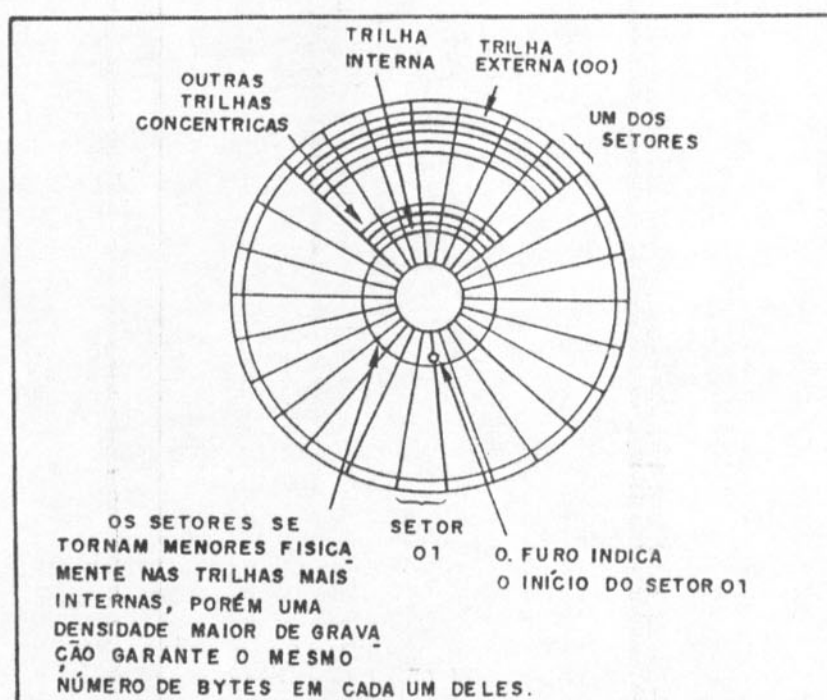 TRILHA
INTERNA
TRILHA
EXTERNA (00)
OUTRAS
TRILHAS
CONCENTRICAS
UM DOS
SETORES
OS SETORES SE
TORNAM MENORES FISICA
MENTE NAS TRILHAS MAIS
INTERNAS, PORÉM UMA
DENSIDADE MAIOR DE GRAVA
ÇÃO GARANTE O MESMO
NÚMERO DE BYTES EM CADA UM DELES.
SETOR
01
O. FURO INDICA
O INÍCIO DO SETOR 01